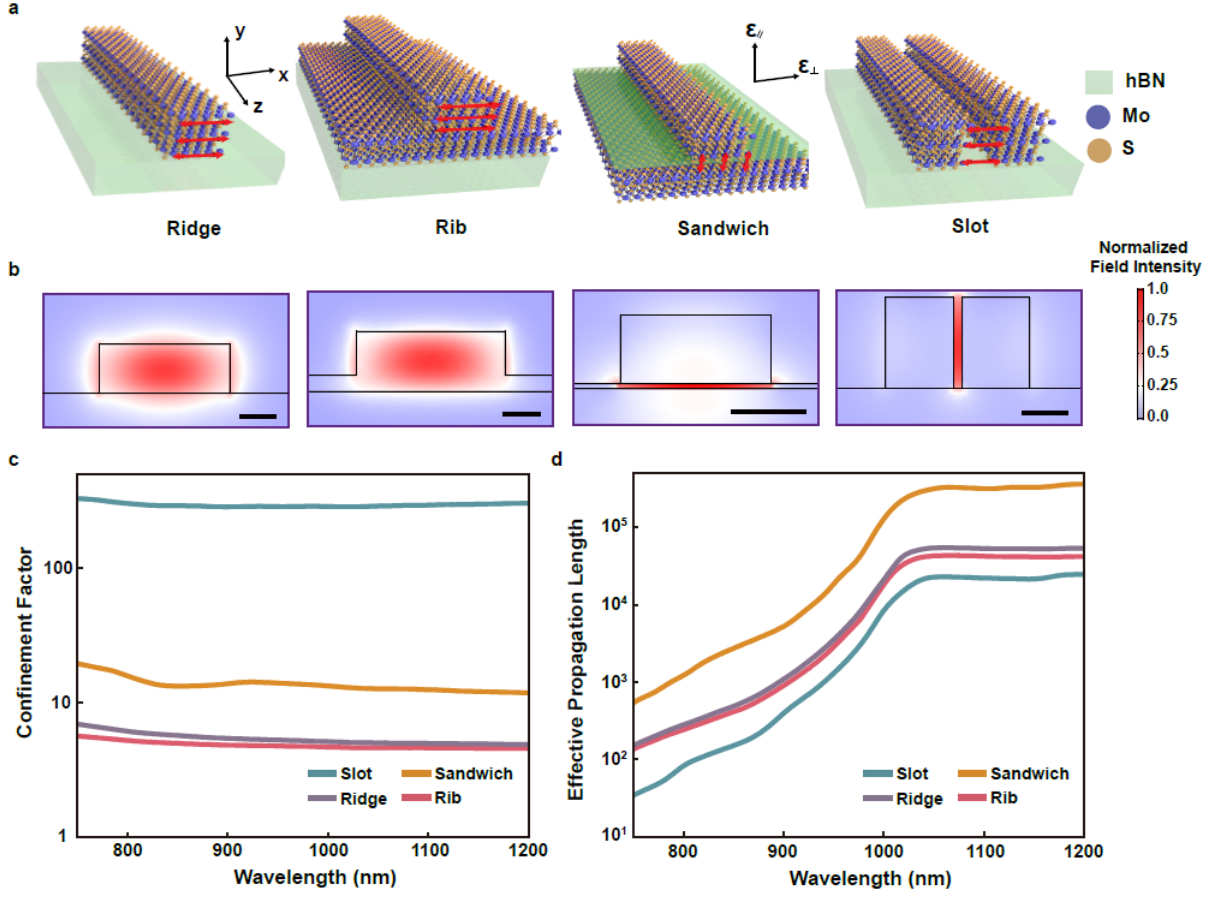 a
y
x
z
ε//
ε⊥
hBN
Mo
S
Ridge
Rib
Sandwich
Slot
b
Normalized
Field Intensity
1.0
0.75
0.5
0.25
0.0
c
Confinement Factor
100
10
1
800
900
1000
1100
1200
Wavelength (nm)
Slot
Sandwich
Ridge
Rib
d
Effective Propagation Length
10⁵
10⁴
10³
10²
10¹
800
900
1000
1100
1200
Wavelength (nm)
Slot
Sandwich
Ridge
Rib